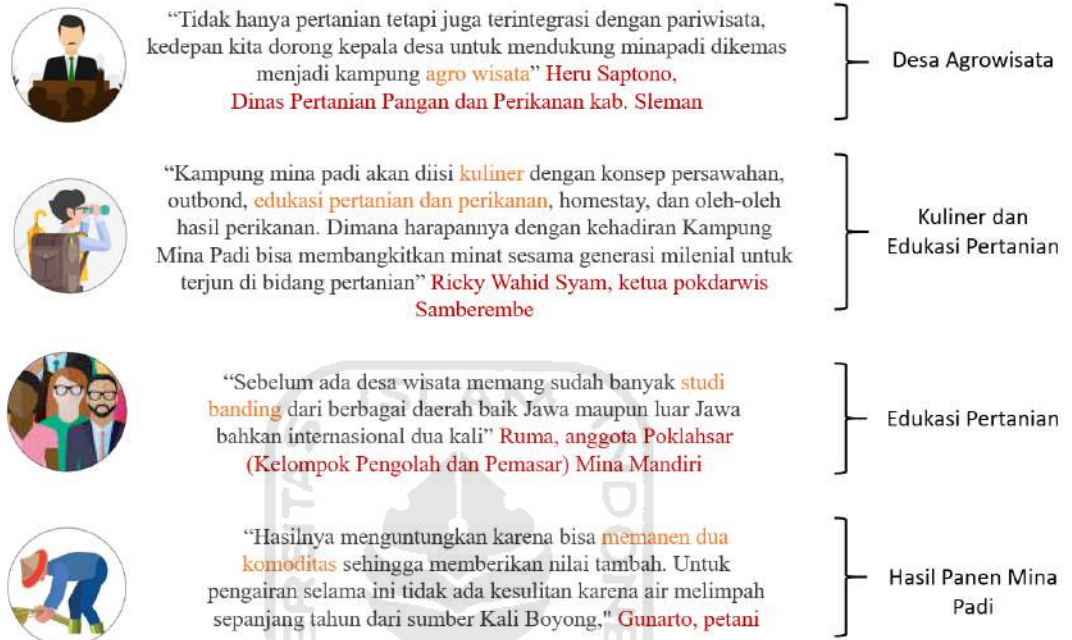 “Tidak hanya pertanian tetapi juga terintegrasi dengan pariwisata,
kedepan kita dorong kepala desa untuk mendukung minapadi dikemas
menjadi kampung agro wisata” Heru Saptono,
Dinas Pertanian Pangan dan Perikanan kab. Sleman
Desa Agrowisata
“Kampung mina padi akan diisi kuliner dengan konsep persawahan,
outbond, edukasi pertanian dan perikanan, homestay, dan oleh-oleh
hasil perikanan. Dimana harapannya dengan kehadiran Kampung
Mina Padi bisa membangkitkan minat sesama generasi milenial untuk
terjun di bidang pertanian” Ricky Wahid Syam, ketua pokdarwis
Samberembe
Kuliner dan
Edukasi Pertanian
“Sebelum ada desa wisata memang sudah banyak studi
banding dari berbagai daerah baik Jawa maupun luar Jawa
bahkan internasional dua kali” Ruma, anggota Poklahsar
(Kelompok Pengolah dan Pemasar) Mina Mandiri
Edukasi Pertanian
“Hasilnya menguntungkan karena bisa memanen dua
komoditas sehingga memberikan nilai tambah. Untuk
pengairan selama ini tidak ada kesulitan karena air melimpah
sepanjang tahun dari sumber Kali Boyong," Gunarto, petani
Hasil Panen Mina
Padi
ISLAM